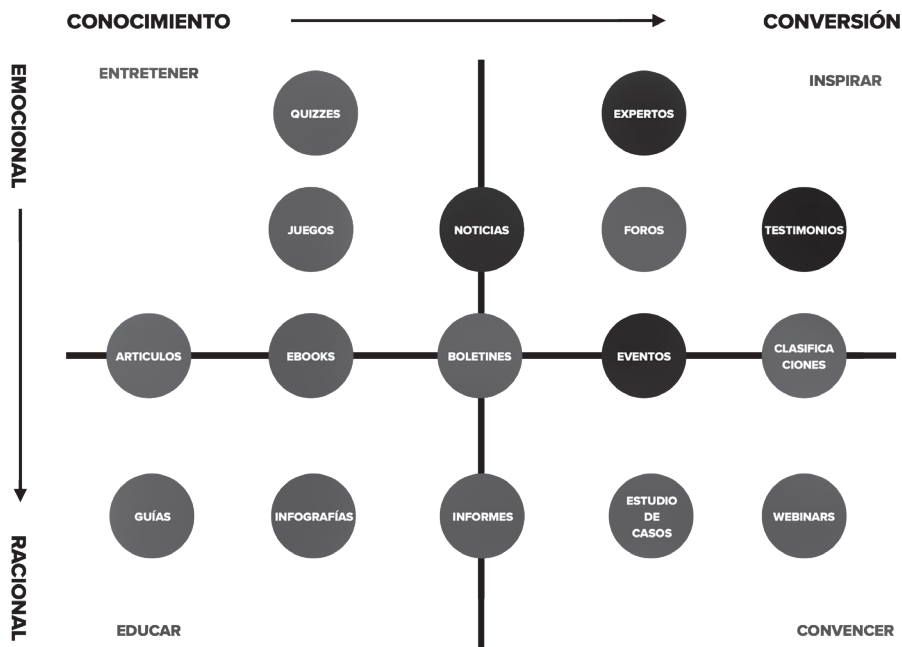 CONOCIMIENTO
CONVERSIÓN
EMOCIONAL
ENTRETENER
INSPIRAR
QUIZZES
EXPERTOS
JUEGOS
NOTICIAS
FOROS
TESTIMONIOS
ARTICULOS
EBOOKS
BOLETINES
EVENTOS
CLASIFICA
CIONES
GUÍAS
INFOGRAFÍAS
INFORMES
ESTUDIO
DE
CASOS
WEBINARS
RACIONAL
EDUCAR
CONVENCER